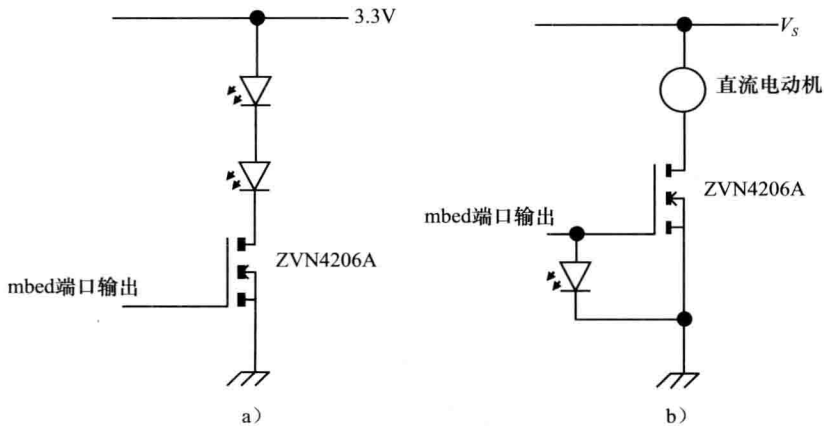 3.3V
ZVN4206A
mbed端口输出
a）
V_S
直流电动机
ZVN4206A
mbed端口输出
b）